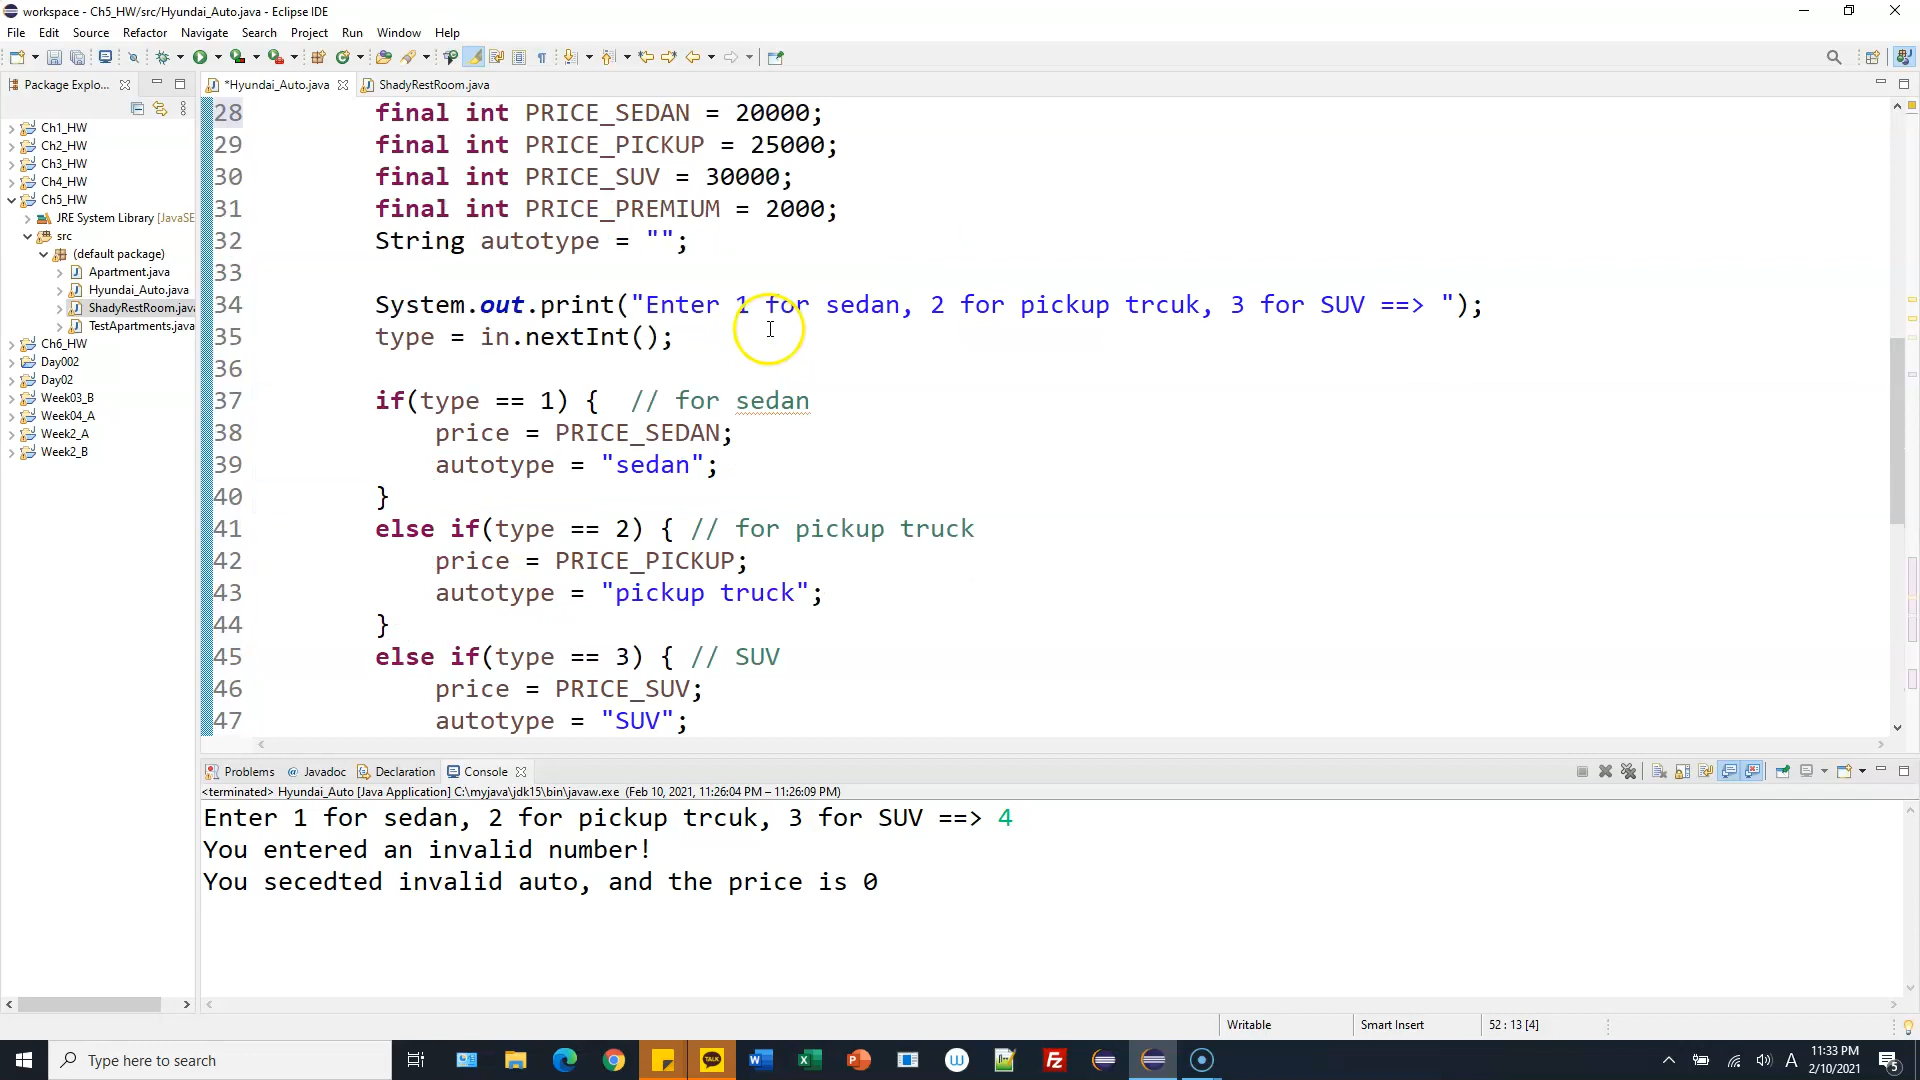 workspace - Ch5_HW/src/Hyundai_Auto.java - Eclipse IDE
File Edit Source Refactor Navigate Search Project Run Window Help
Package Explo...
*Hyundai_Auto.java
ShadyRestRoom.java
Ch1_HW
Ch2_HW
Ch3_HW
Ch4_HW
Ch5_HW
JRE System Library [JavaSE
src
(default package)
Apartment.java
Hyundai_Auto.java
ShadyRestRoom.java
TestApartments.java
Ch6_HW
Day002
Day02
Week03_B
Week04_A
Week2_A
Week2_B
28 final int PRICE_SEDAN = 20000;
29 final int PRICE_PICKUP = 25000;
30 final int PRICE_SUV = 30000;
31 final int PRICE_PREMIUM = 2000;
32 String autotype = "";
33
34 System.out.print("Enter 1 for sedan, 2 for pickup trcuk, 3 for SUV ==> ");
35 type = in.nextInt();
36
37 if(type == 1) { // for sedan
38 price = PRICE_SEDAN;
39 autotype = "sedan";
40 }
41 else if(type == 2) { // for pickup truck
42 price = PRICE_PICKUP;
43 autotype = "pickup truck";
44 }
45 else if(type == 3) { // SUV
46 price = PRICE_SUV;
47 autotype = "SUV";
Problems @ Javadoc Declaration Console
<terminated> Hyundai_Auto [Java Application] C:\myjava\jdk15\bin\javaw.exe (Feb 10, 2021, 11:26:04 PM – 11:26:09 PM)
Enter 1 for sedan, 2 for pickup trcuk, 3 for SUV ==> 4
You entered an invalid number!
You secedted invalid auto, and the price is 0
Writable
Smart Insert
52 : 13 [4]
Type here to search
TALK
A
11:33 PM
2/10/2021
5